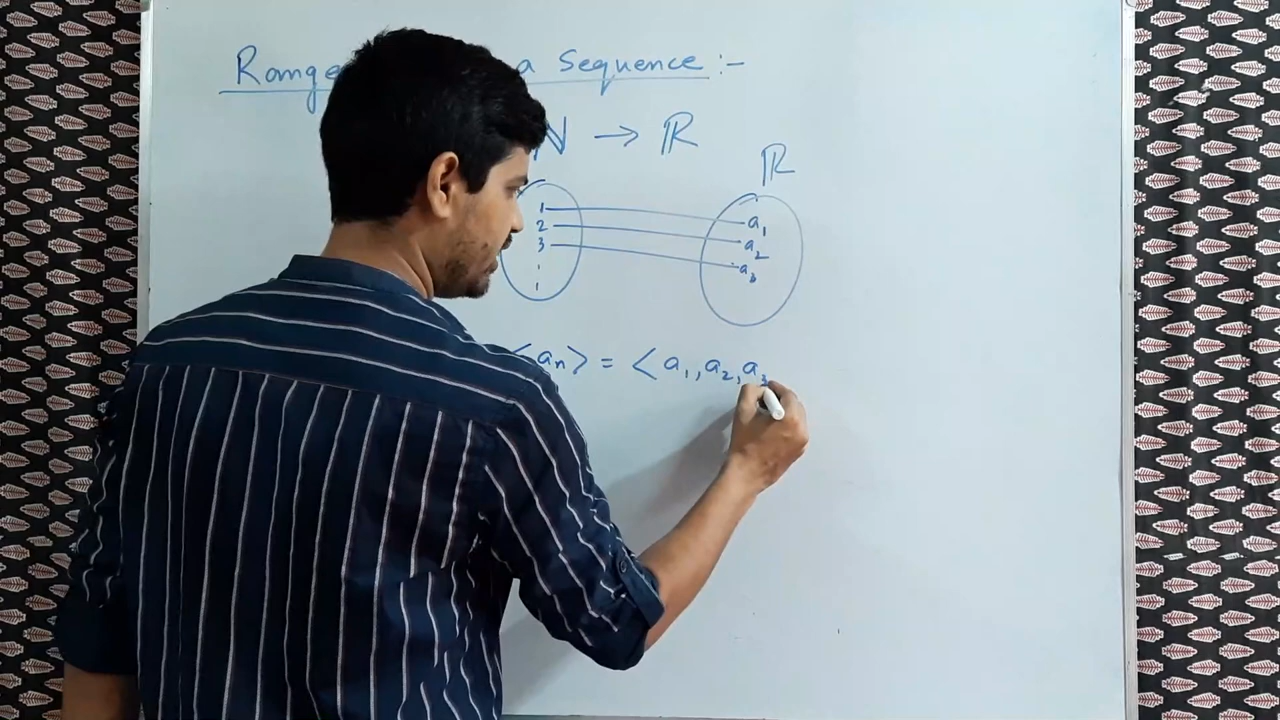 Range a Sequence :-
ℕ → ℝ
ℝ
1 a₁
2 a₂
3 a₃
<aₙ> = < a₁, a₂, a₃